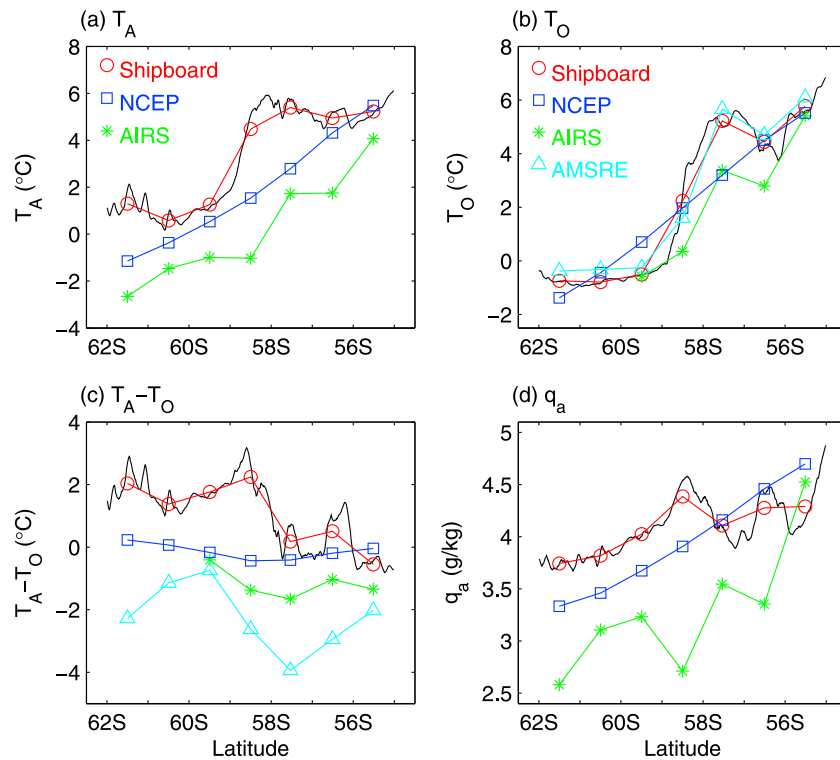 (a) T_A
Shipboard
NCEP
AIRS
T_A (°C)
8
6
4
2
0
−2
−4
62S
60S
58S
56S
(b) T_O
Shipboard
NCEP
AIRS
AMSRE
T_O (°C)
8
6
4
2
0
−2
62S
60S
58S
56S
(c) T_A−T_O
T_A−T_O (°C)
4
2
0
−2
−4
62S
60S
58S
56S
Latitude
(d) q_a
q_a (g/kg)
5
4.5
4
3.5
3
2.5
62S
60S
58S
56S
Latitude